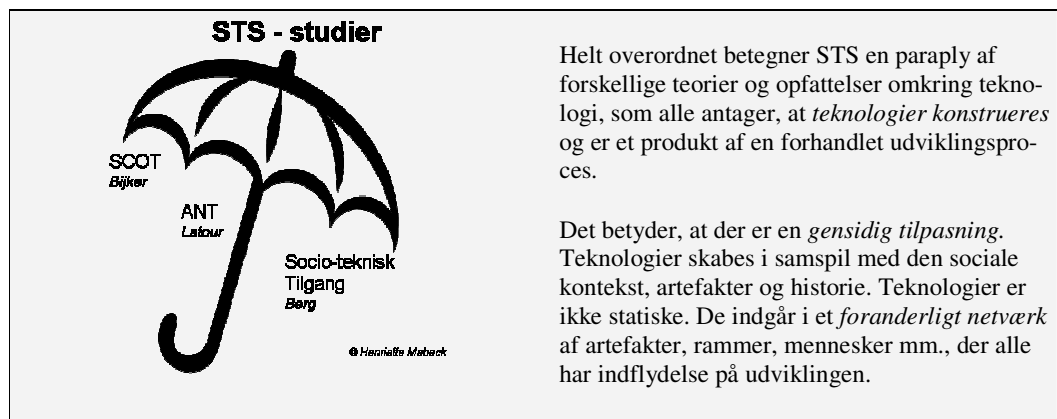 STS - studier
SCOT
Bijker
ANT
Latour
Socio-teknisk
Tilgang
Berg
© Henriette Mabeck
Helt overordnet betegner STS en paraply af
forskellige teorier og opfattelser omkring tekno-
logi, som alle antager, at teknologier konstrueres
og er et produkt af en forhandlet udviklingspro-
ces.
Det betyder, at der er en gensidig tilpasning.
Teknologier skabes i samspil med den sociale
kontekst, artefakter og historie. Teknologier er
ikke statiske. De indgår i et foranderligt netværk
af artefakter, rammer, mennesker mm., der alle
har indflydelse på udviklingen.